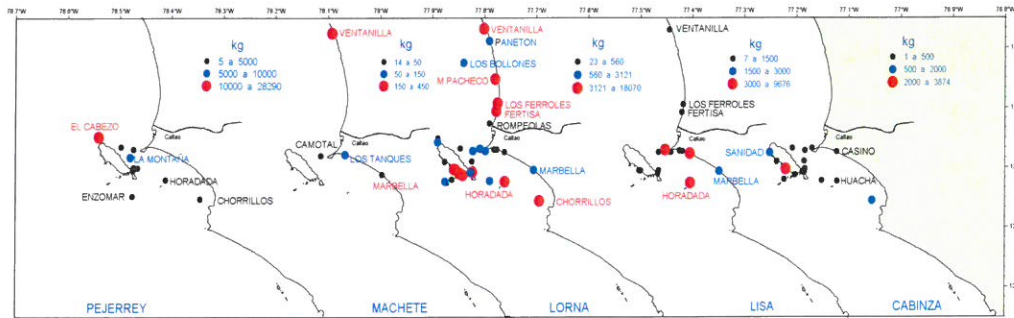 78.8°W 78.7°W 78.6°W 78.5°W 78.4°W 78.3°W 78.2°W 78.1°W 78.0°W 77.9°W 77.8°W 77.7°W 77.6°W 77.5°W 77.4°W 77.3°W 77.2°W 77.1°W 77.0°W 76.9°W 76.8°W
kg
5 a 5000
5000 a 10000
10000 a 28290
EL CABEZO
Callao
LA MONTAÑA
HORADADA
ENZOMAR
CHORRILLOS
PEJERREY
VENTANILLA
kg
14 a 50
50 a 150
150 a 450
Callao
CAMOTAL
LOS TANQUES
MARBELLA
MACHETE
VENTANILLA
PANETON
LOS BOLLONES
M.PACHECO
LOS FERROLES
FERTISA
ROMPEOLAS
kg
23 a 560
560 a 3121
3121 a 18070
Callao
MARBELLA
HORADADA
CHORRILLOS
LORNA
VENTANILLA
kg
7 a 1500
1500 a 3000
3000 a 9676
LOS FERROLES
FERTISA
Callao
MARBELLA
HORADADA
LISA
kg
1 a 500
500 a 2000
2000 a 3874
Callao
SANIDAD
CASINO
HUACHA
CABINZA